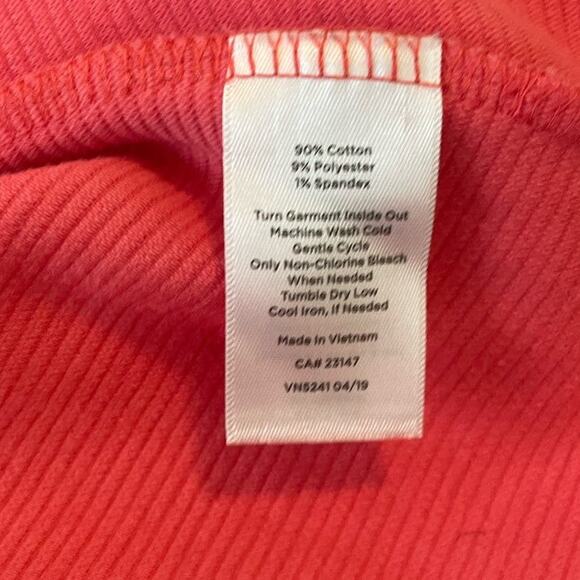 90% Cotton
9% Polyester
1% Spandex
Turn Garment Inside Out
Machine Wash Cold
Gentle Cycle
Only Non-Chlorine Bleach
When Needed
Tumble Dry Low
Cool Iron, If Needed
Made in Vietnam
CA# 23147
VN5241 04/19